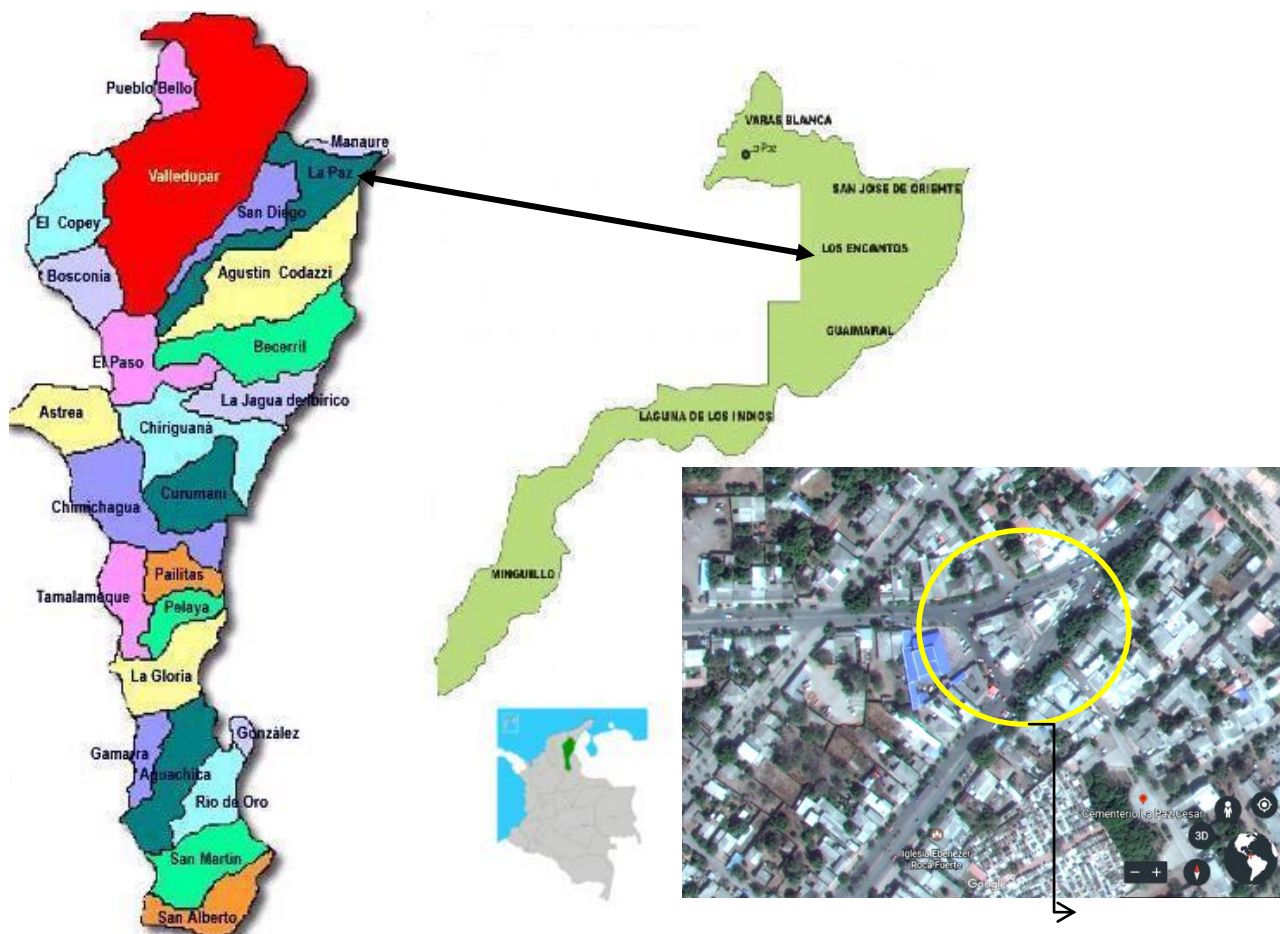 Pueblo Bello
Manaure
Valledupar
La Paz
San Diego
El Copey
Bosconia
Agustin Codazzi
Becerril
El Paso
La Jagua de Ibirico
Astrea
Chiriguaná
Curumani
Chimichagua
Pailitas
Tamalameque
Pelaya
La Gloria
González
Gamarra
Aguachica
Rio de Oro
San Martin
San Alberto
VARAS BLANCA
La Paz
SAN JOSE DE ORIENTE
LOS ENCANTOS
GUAIMARAL
LAGUNA DE LOS INDIOS
MINGUILLO
Cementerio La Paz Cesar
3D
Iglesia Ebenezer
Roca Fuerte
Google